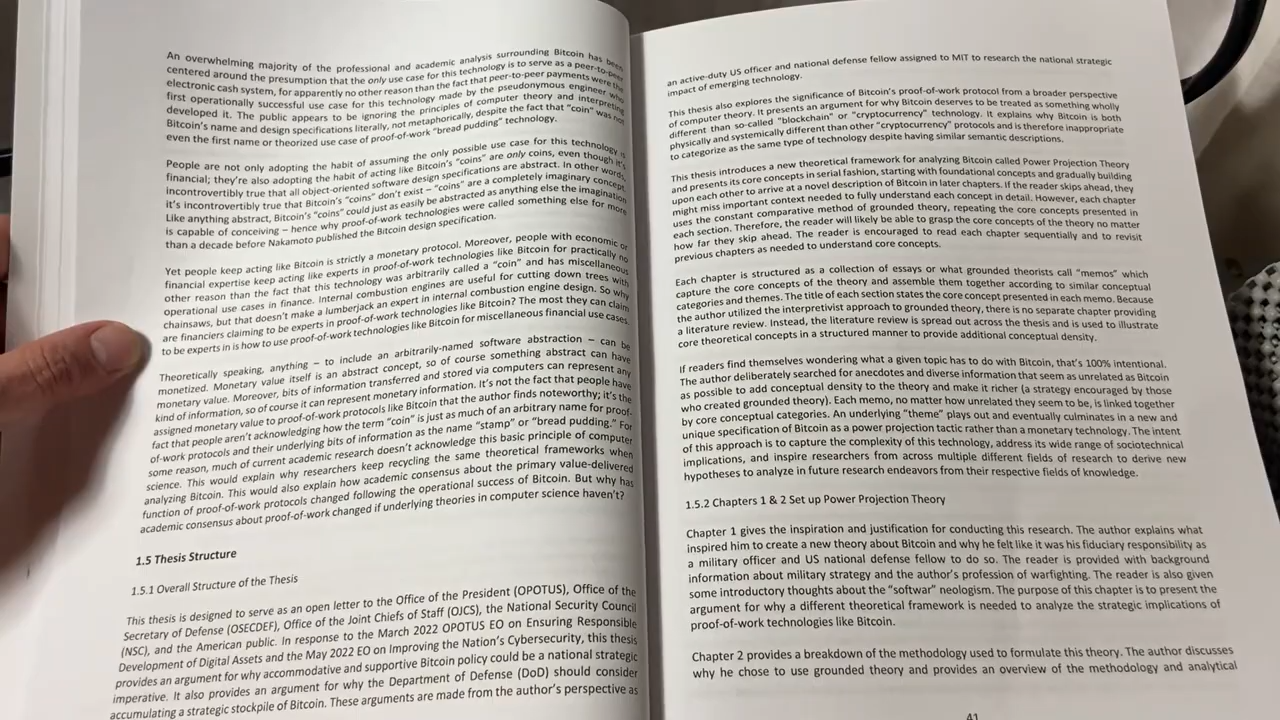 An overwhelming majority of the professional and academic analysis surrounding Bitcoin has been
centered around the presumption that the only use case for this technology is to serve as a peer-to-peer
electronic cash system, for apparently no other reason than the fact that peer-to-peer payments were the
first operationally successful use case for this technology made by the pseudonymous engineer who
developed it. The public appears to be ignoring the principles of computer theory and interpreting
Bitcoin's name and design specifications literally, not metaphorically, despite the fact that "coin" was not
even the first name or theorized use case of proof-of-work "bread pudding" technology.
People are not only adopting the habit of assuming the only possible use case for this technology is
financial; they're also adopting the habit of acting like Bitcoin's "coins" are only coins, even though it's
incontrovertibly true that all object-oriented software design specifications are abstract. In other words,
it's incontrovertibly true that Bitcoin's "coins" don't exist – "coins" are a completely imaginary concept.
Like anything abstract, Bitcoin's "coins" could just as easily be abstracted as anything else the imagination
is capable of conceiving – hence why proof-of-work technologies were called something else for more
than a decade before Nakamoto published the Bitcoin design specification.
Yet people keep acting like Bitcoin is strictly a monetary protocol. Moreover, people with economic or
financial expertise keep acting like experts in proof-of-work technologies like Bitcoin for practically no
other reason than the fact that this technology was arbitrarily called a "coin" and has miscellaneous
operational use cases in finance. Internal combustion engines are useful for cutting down trees with
chainsaws, but that doesn't make a lumberjack an expert in internal combustion engine design. So why
are financiers claiming to be experts in proof-of-work technologies like Bitcoin? The most they can claim
to be experts in is how to use proof-of-work technologies like Bitcoin for miscellaneous financial use cases.
Theoretically speaking, anything – to include an arbitrarily-named software abstraction – can be
monetized. Monetary value itself is an abstract concept, so of course something abstract can have
monetary value. Moreover, bits of information transferred and stored via computers can represent any
kind of information, so of course it can represent monetary information. It's not the fact that people have
assigned monetary value to proof-of-work protocols like Bitcoin that the author finds noteworthy; it's the
fact that people aren't acknowledging how the term "coin" is just as much of an arbitrary name for proof-
of-work protocols and their underlying bits of information as the name "stamp" or "bread pudding." For
some reason, much of current academic research doesn't acknowledge this basic principle of computer
science. This would explain why researchers keep recycling the same theoretical frameworks when
analyzing Bitcoin. This would also explain how academic consensus about the primary value-delivered
function of proof-of-work protocols changed following the operational success of Bitcoin. But why has
academic consensus about proof-of-work changed if underlying theories in computer science haven't?
1.5 Thesis Structure
1.5.1 Overall Structure of the Thesis
This thesis is designed to serve as an open letter to the Office of the President (OPOTUS), Office of the
Secretary of Defense (OSECDEF), Office of the Joint Chiefs of Staff (OJCS), the National Security Council
(NSC), and the American public. In response to the March 2022 OPOTUS EO on Ensuring Responsible
Development of Digital Assets and the May 2022 EO on Improving the Nation's Cybersecurity, this thesis
provides an argument for why accommodative and supportive Bitcoin policy could be a national strategic
imperative. It also provides an argument for why the Department of Defense (DoD) should consider
accumulating a strategic stockpile of Bitcoin. These arguments are made from the author's perspective as
an active-duty US officer and national defense fellow assigned to MIT to research the national strategic
impact of emerging technology.
This thesis also explores the significance of Bitcoin's proof-of-work protocol from a broader perspective
of computer theory. It presents an argument for why Bitcoin deserves to be treated as something wholly
different than so-called "blockchain" or "cryptocurrency" technology. It explains why Bitcoin is both
physically and systemically different than other "cryptocurrency" protocols and is therefore inappropriate
to categorize as the same type of technology despite having similar semantic descriptions.
This thesis introduces a new theoretical framework for analyzing Bitcoin called Power Projection Theory
and presents its core concepts in serial fashion, starting with foundational concepts and gradually building
upon each other to arrive at a novel description of Bitcoin in later chapters. If the reader skips ahead, they
might miss important context needed to fully understand each concept in detail. However, each chapter
uses the constant comparative method of grounded theory, repeating the core concepts presented in
each section. Therefore, the reader will likely be able to grasp the core concepts of the theory no matter
how far they skip ahead. The reader is encouraged to read each chapter sequentially and to revisit
previous chapters as needed to understand core concepts.
Each chapter is structured as a collection of essays or what grounded theorists call "memos" which
capture the core concepts of the theory and assemble them together according to similar conceptual
categories and themes. The title of each section states the core concept presented in each memo. Because
the author utilized the interpretivist approach to grounded theory, there is no separate chapter providing
a literature review. Instead, the literature review is spread out across the thesis and is used to illustrate
core theoretical concepts in a structured manner to provide additional conceptual density.
If readers find themselves wondering what a given topic has to do with Bitcoin, that's 100% intentional.
The author deliberately searched for anecdotes and diverse information that seem as unrelated as Bitcoin
as possible to add conceptual density to the theory and make it richer (a strategy encouraged by those
who created grounded theory). Each memo, no matter how unrelated they seem to be, is linked together
by core conceptual categories. An underlying "theme" plays out and eventually culminates in a new and
unique specification of Bitcoin as a power projection tactic rather than a monetary technology. The intent
of this approach is to capture the complexity of this technology, address its wide range of sociotechnical
implications, and inspire researchers from across multiple different fields of research to derive new
hypotheses to analyze in future research endeavors from their respective fields of knowledge.
1.5.2 Chapters 1 & 2 Set up Power Projection Theory
Chapter 1 gives the inspiration and justification for conducting this research. The author explains what
inspired him to create a new theory about Bitcoin and why he felt like it was his fiduciary responsibility as
a military officer and US national defense fellow to do so. The reader is provided with background
information about military strategy and the author's profession of warfighting. The reader is also given
some introductory thoughts about the "softwar" neologism. The purpose of this chapter is to present the
argument for why a different theoretical framework is needed to analyze the strategic implications of
proof-of-work technologies like Bitcoin.
Chapter 2 provides a breakdown of the methodology used to formulate this theory. The author discusses
why he chose to use grounded theory and provides an overview of the methodology and analytical
41